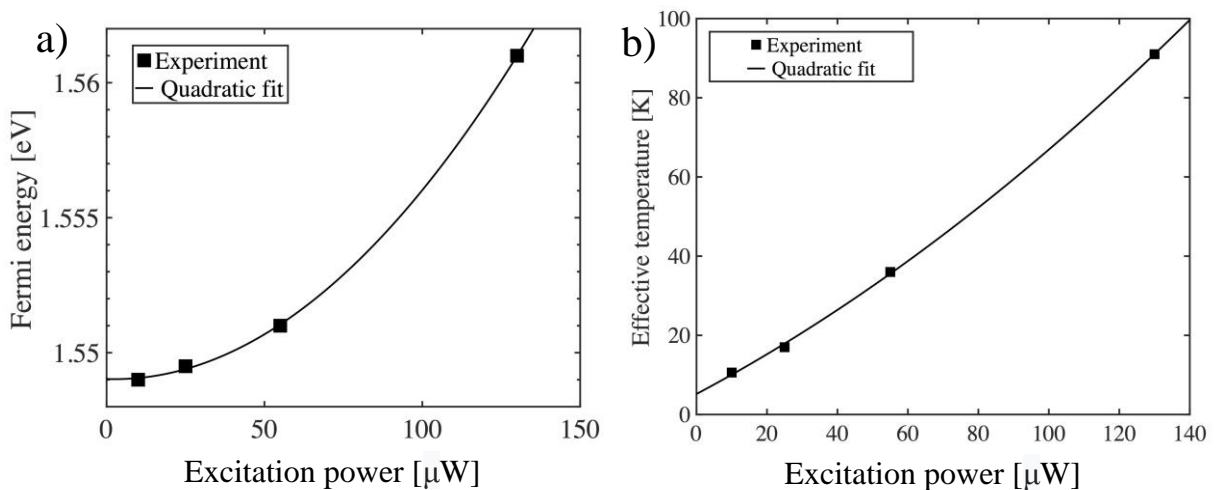 a)
Experiment
Quadratic fit
Fermi energy [eV]
1.56
1.555
1.55
0
50
100
150
Excitation power [μW]
b)
Experiment
Quadratic fit
Effective temperature [K]
100
80
60
40
20
0
0
20
40
60
80
100
120
140
Excitation power [μW]